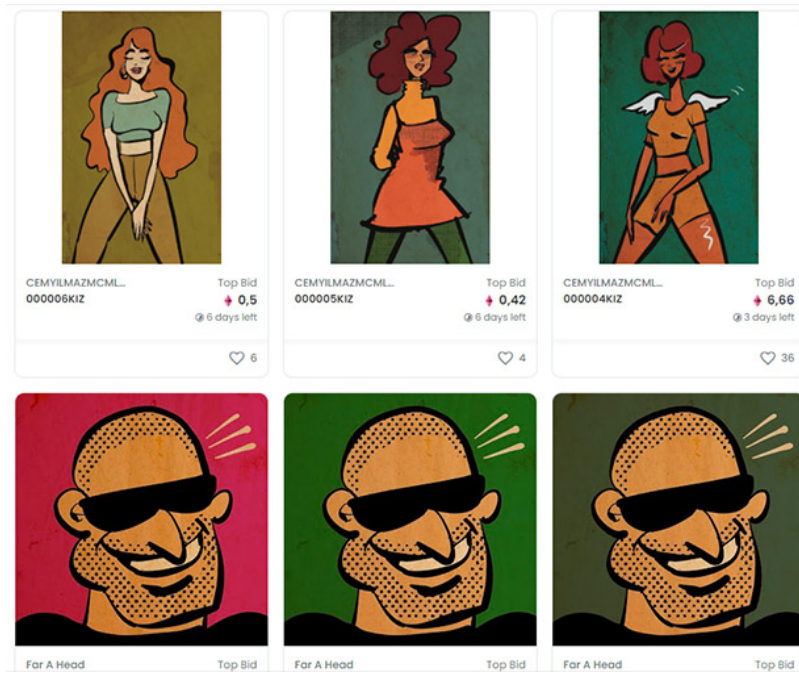 CEMYILMAZMCML... Top Bid
000006KIZ 0,5
6 days left
6
CEMYILMAZMCML... Top Bid
000005KIZ 0,42
6 days left
4
CEMYILMAZMCML... Top Bid
000004KIZ 6,66
3 days left
36
Far A Head Top Bid
Far A Head Top Bid
Far A Head Top Bid